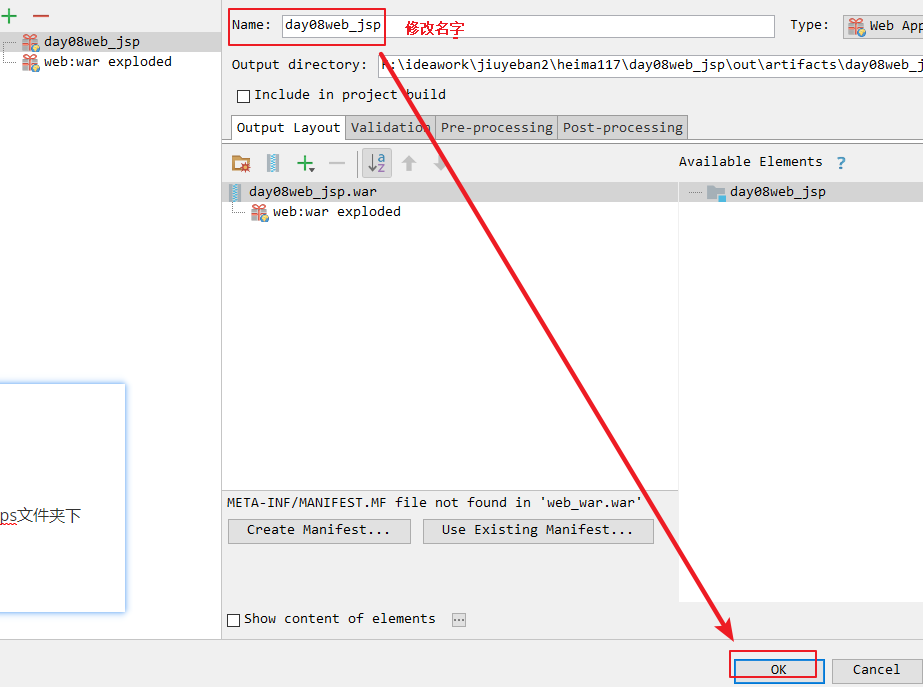 Name: day08web_jsp 修改名字 Type: Web App
day08web_jsp
web:war exploded
Output directory: F:\ideawork\jiuyeban2\heima117\day08web_jsp\out\artifacts\day08web_j
Include in project build
Output Layout Validation Pre-processing Post-processing
Available Elements ?
day08web_jsp.war
day08web_jsp
web:war exploded
META-INF/MANIFEST.MF file not found in 'web_war.war'
ps文件夹下
Create Manifest... Use Existing Manifest...
Show content of elements ...
OK Cancel